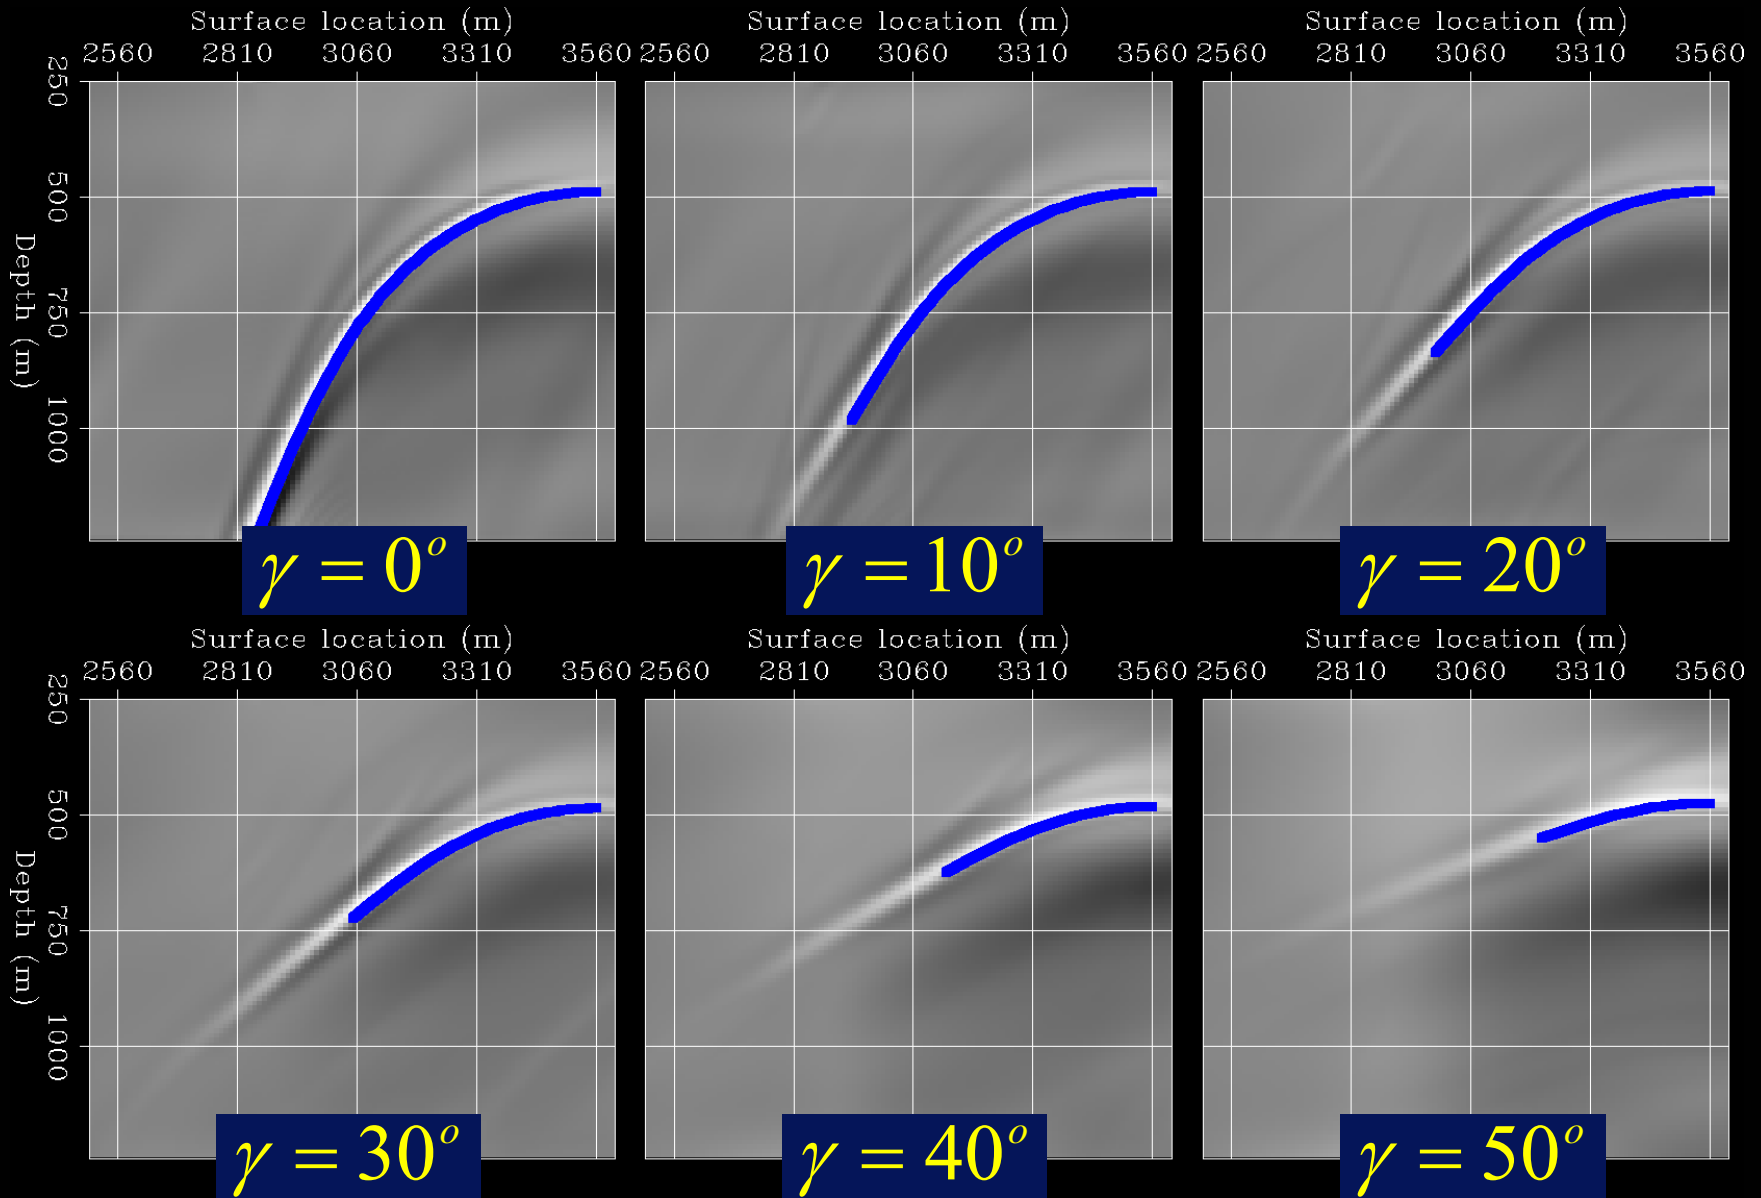 Surface location (m) Surface location (m) Surface location (m)
2560 2810 3060 3310 3560 2560 2810 3060 3310 3560 2560 2810 3060 3310 3560
250
500
750
1000
Depth (m)
γ = 0°
γ = 10°
γ = 20°
Surface location (m) Surface location (m) Surface location (m)
2560 2810 3060 3310 3560 2560 2810 3060 3310 3560 2560 2810 3060 3310 3560
250
500
750
1000
Depth (m)
γ = 30°
γ = 40°
γ = 50°